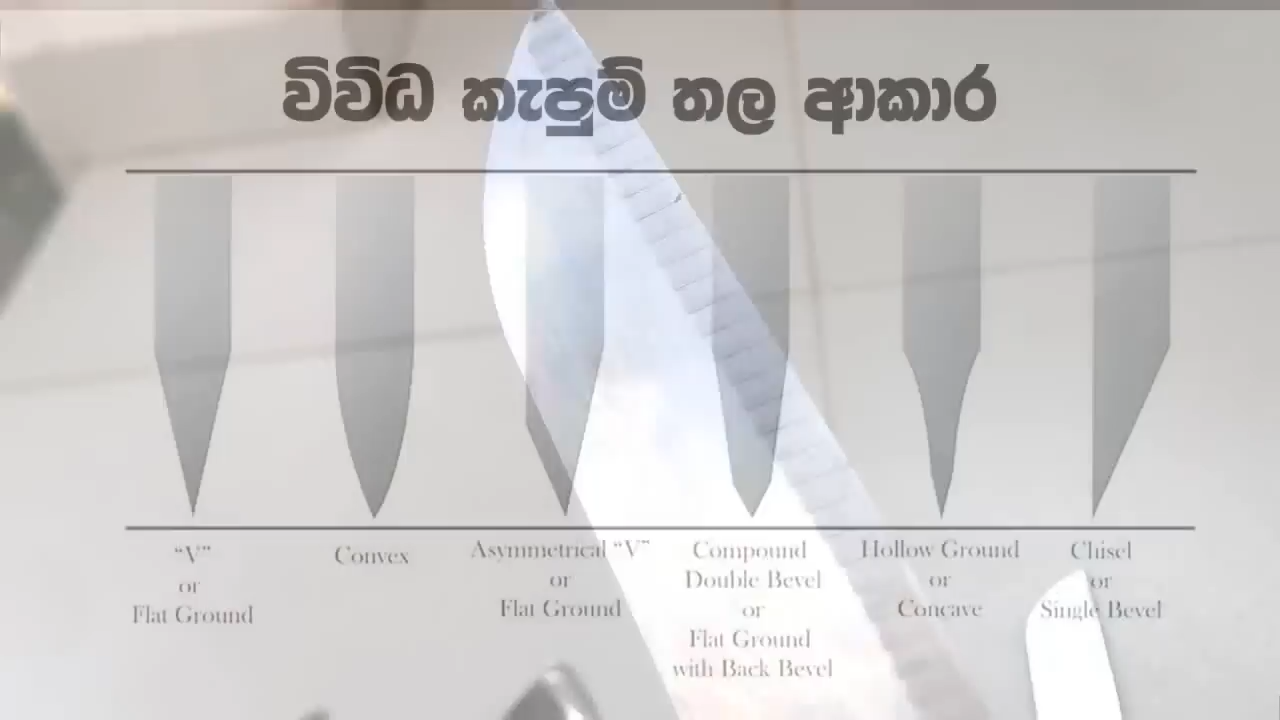 විවිධ කැපුම් තල ආකාර
“V”
or
Flat Ground
Convex
Asymmetrical “V”
or
Flat Ground
Compound
Double Bevel
or
Flat Ground
with Back Bevel
Hollow Ground
or
Concave
Chisel
or
Single Bevel